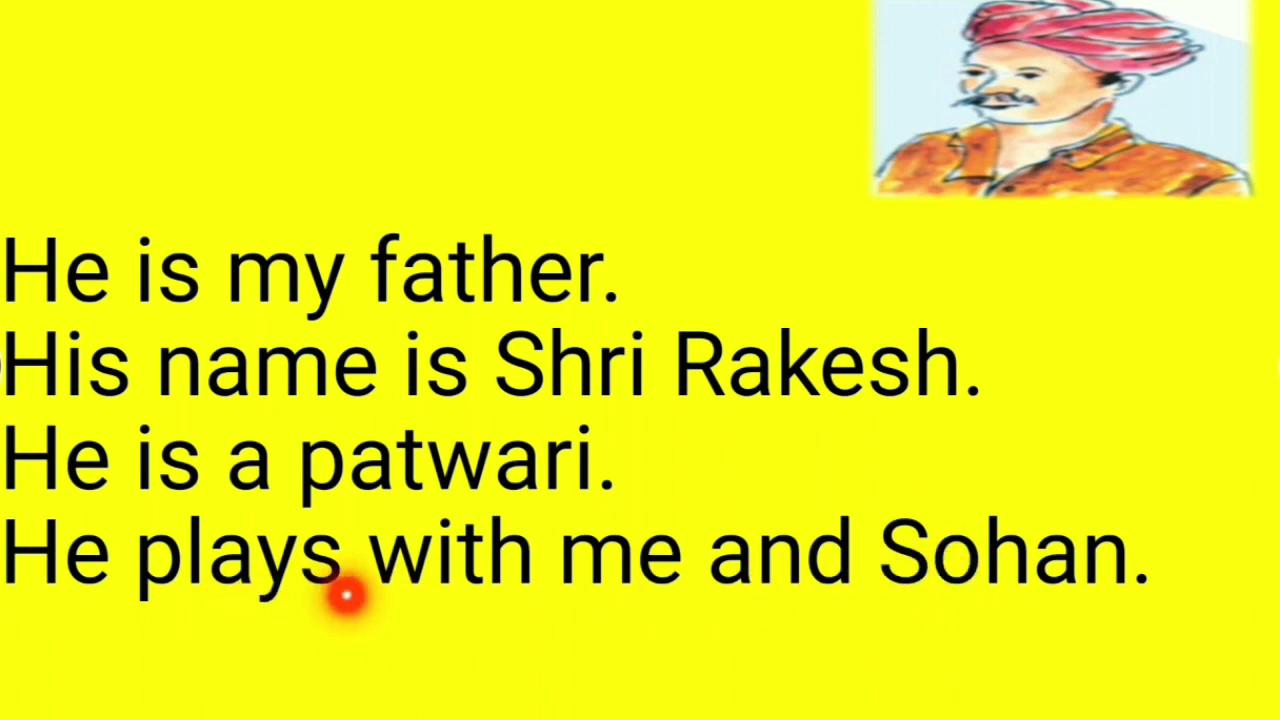 He is my father.
His name is Shri Rakesh.
He is a patwari.
He plays with me and Sohan.